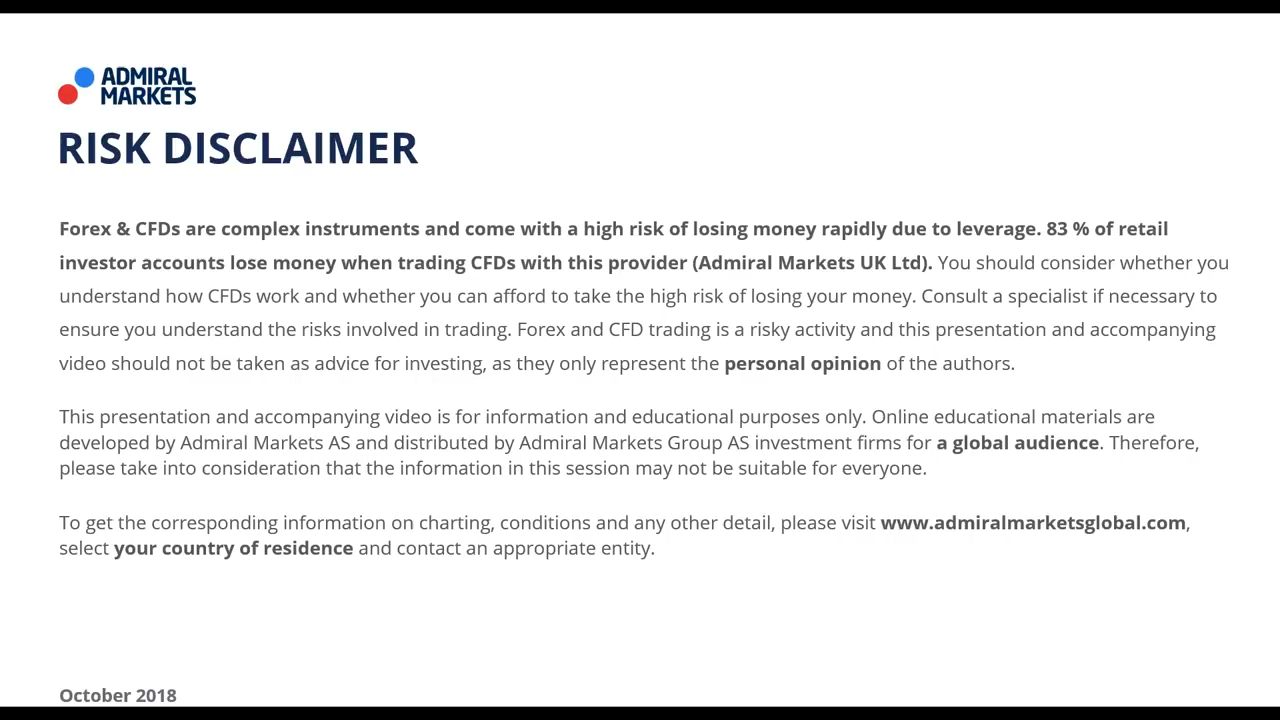 ADMIRAL
MARKETS
RISK DISCLAIMER
Forex & CFDs are complex instruments and come with a high risk of losing money rapidly due to leverage. 83 % of retail
investor accounts lose money when trading CFDs with this provider (Admiral Markets UK Ltd). You should consider whether you
understand how CFDs work and whether you can afford to take the high risk of losing your money. Consult a specialist if necessary to
ensure you understand the risks involved in trading. Forex and CFD trading is a risky activity and this presentation and accompanying
video should not be taken as advice for investing, as they only represent the personal opinion of the authors.
This presentation and accompanying video is for information and educational purposes only. Online educational materials are
developed by Admiral Markets AS and distributed by Admiral Markets Group AS investment firms for a global audience. Therefore,
please take into consideration that the information in this session may not be suitable for everyone.
To get the corresponding information on charting, conditions and any other detail, please visit www.admiralmarketsglobal.com,
select your country of residence and contact an appropriate entity.
October 2018